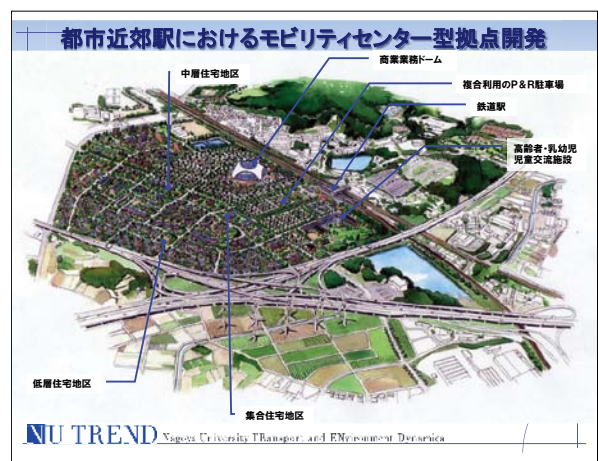 都市近郊駅におけるモビリティセンター型拠点開発
商業業務ドーム
中層住宅地区
複合利用のP&R駐車場
鉄道駅
高齢者・乳幼児
児童交流施設
低層住宅地区
集合住宅地区
NU TREND Nagoya University TRansport and ENvironment Dynamics